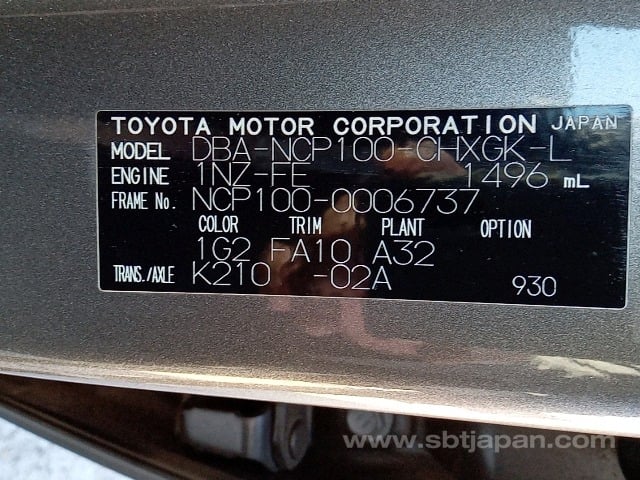 TOYOTA MOTOR CORPORATION JAPAN
MODEL DBA-NCP100-CHXGK-L
ENGINE 1NZ-FE 1496 mL
FRAME No. NCP100-0006737
COLOR TRIM PLANT OPTION
1G2 FA10 A32
TRANS./AXLE K210 -02A 930
www.sbtjapan.com